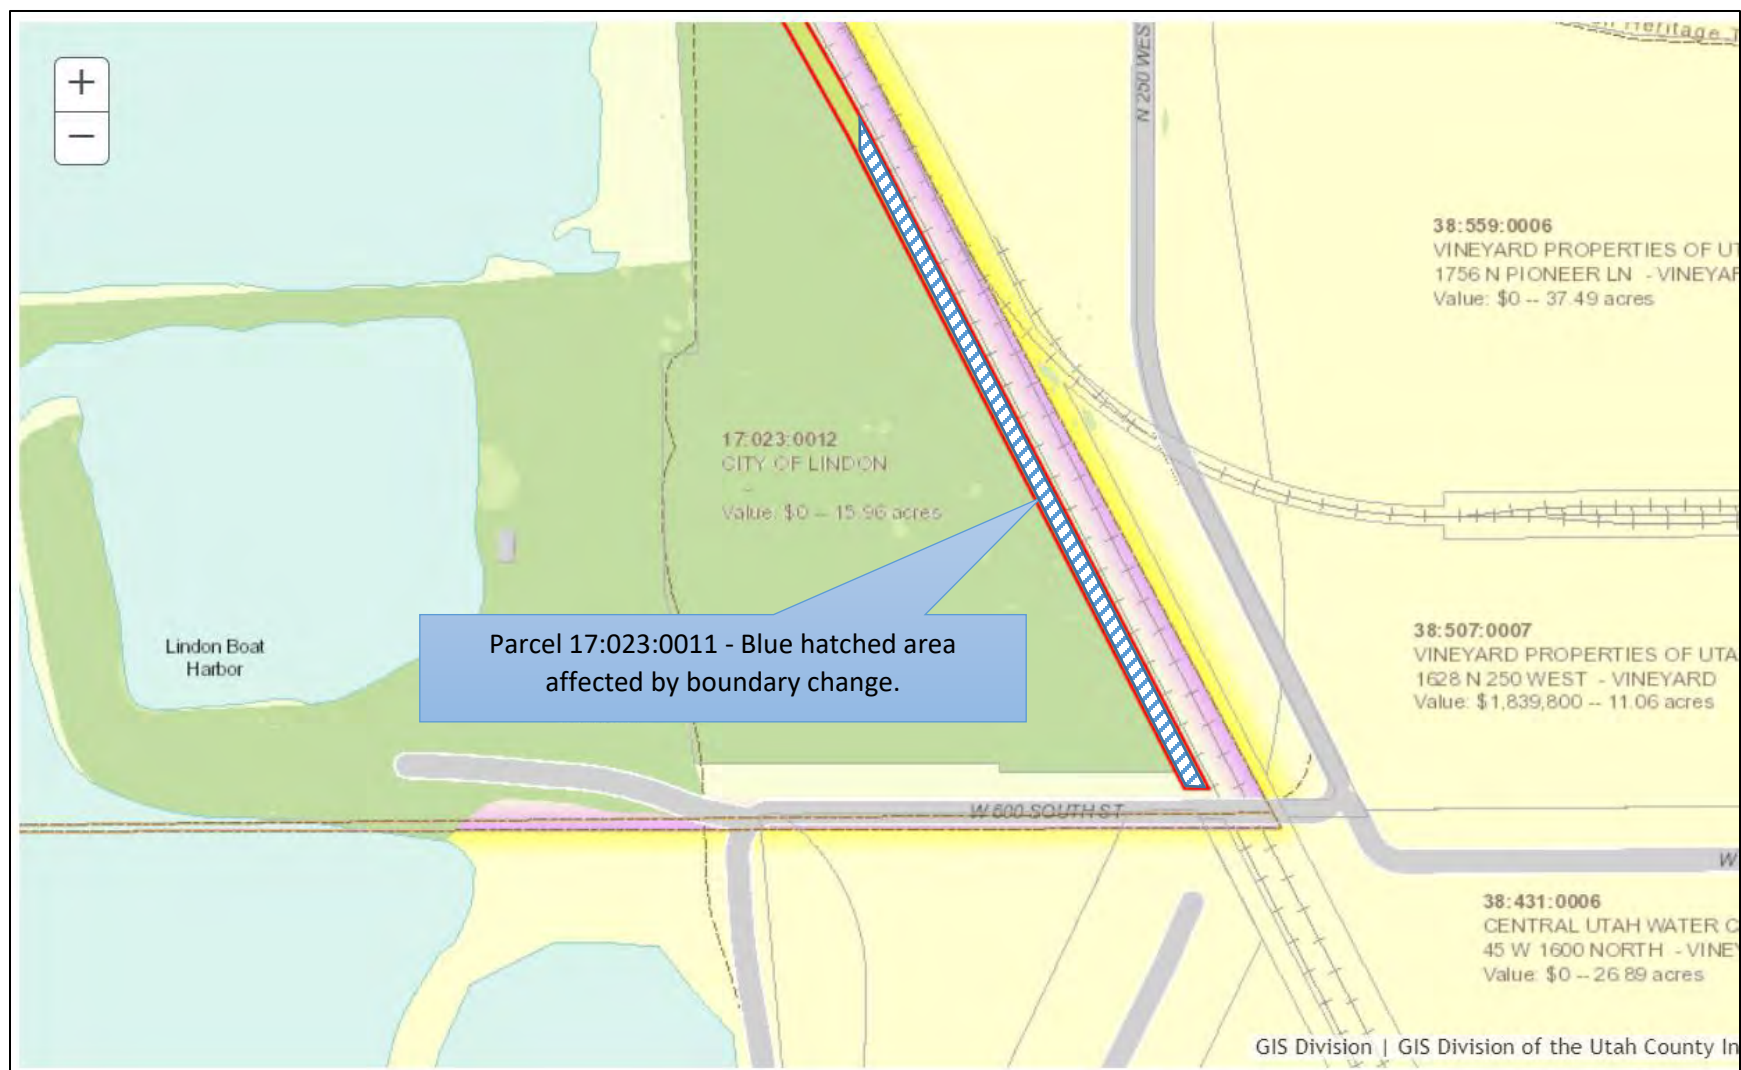 +
−
Heritage
N 250 WES
38:559:0006
VINEYARD PROPERTIES OF UT
1756 N PIONEER LN - VINEYAR
Value: $0 -- 37.49 acres
17:023:0012
CITY OF LINDON
Value: $0 -- 15.96 acres
Parcel 17:023:0011 - Blue hatched area
affected by boundary change.
Lindon Boat
Harbor
38:507:0007
VINEYARD PROPERTIES OF UTA
1628 N 250 WEST - VINEYARD
Value: $1,839,800 -- 11.06 acres
W 600 SOUTH ST
W
38:431:0006
CENTRAL UTAH WATER C
45 W 1600 NORTH - VINEY
Value: $0 -- 26.89 acres
GIS Division | GIS Division of the Utah County In